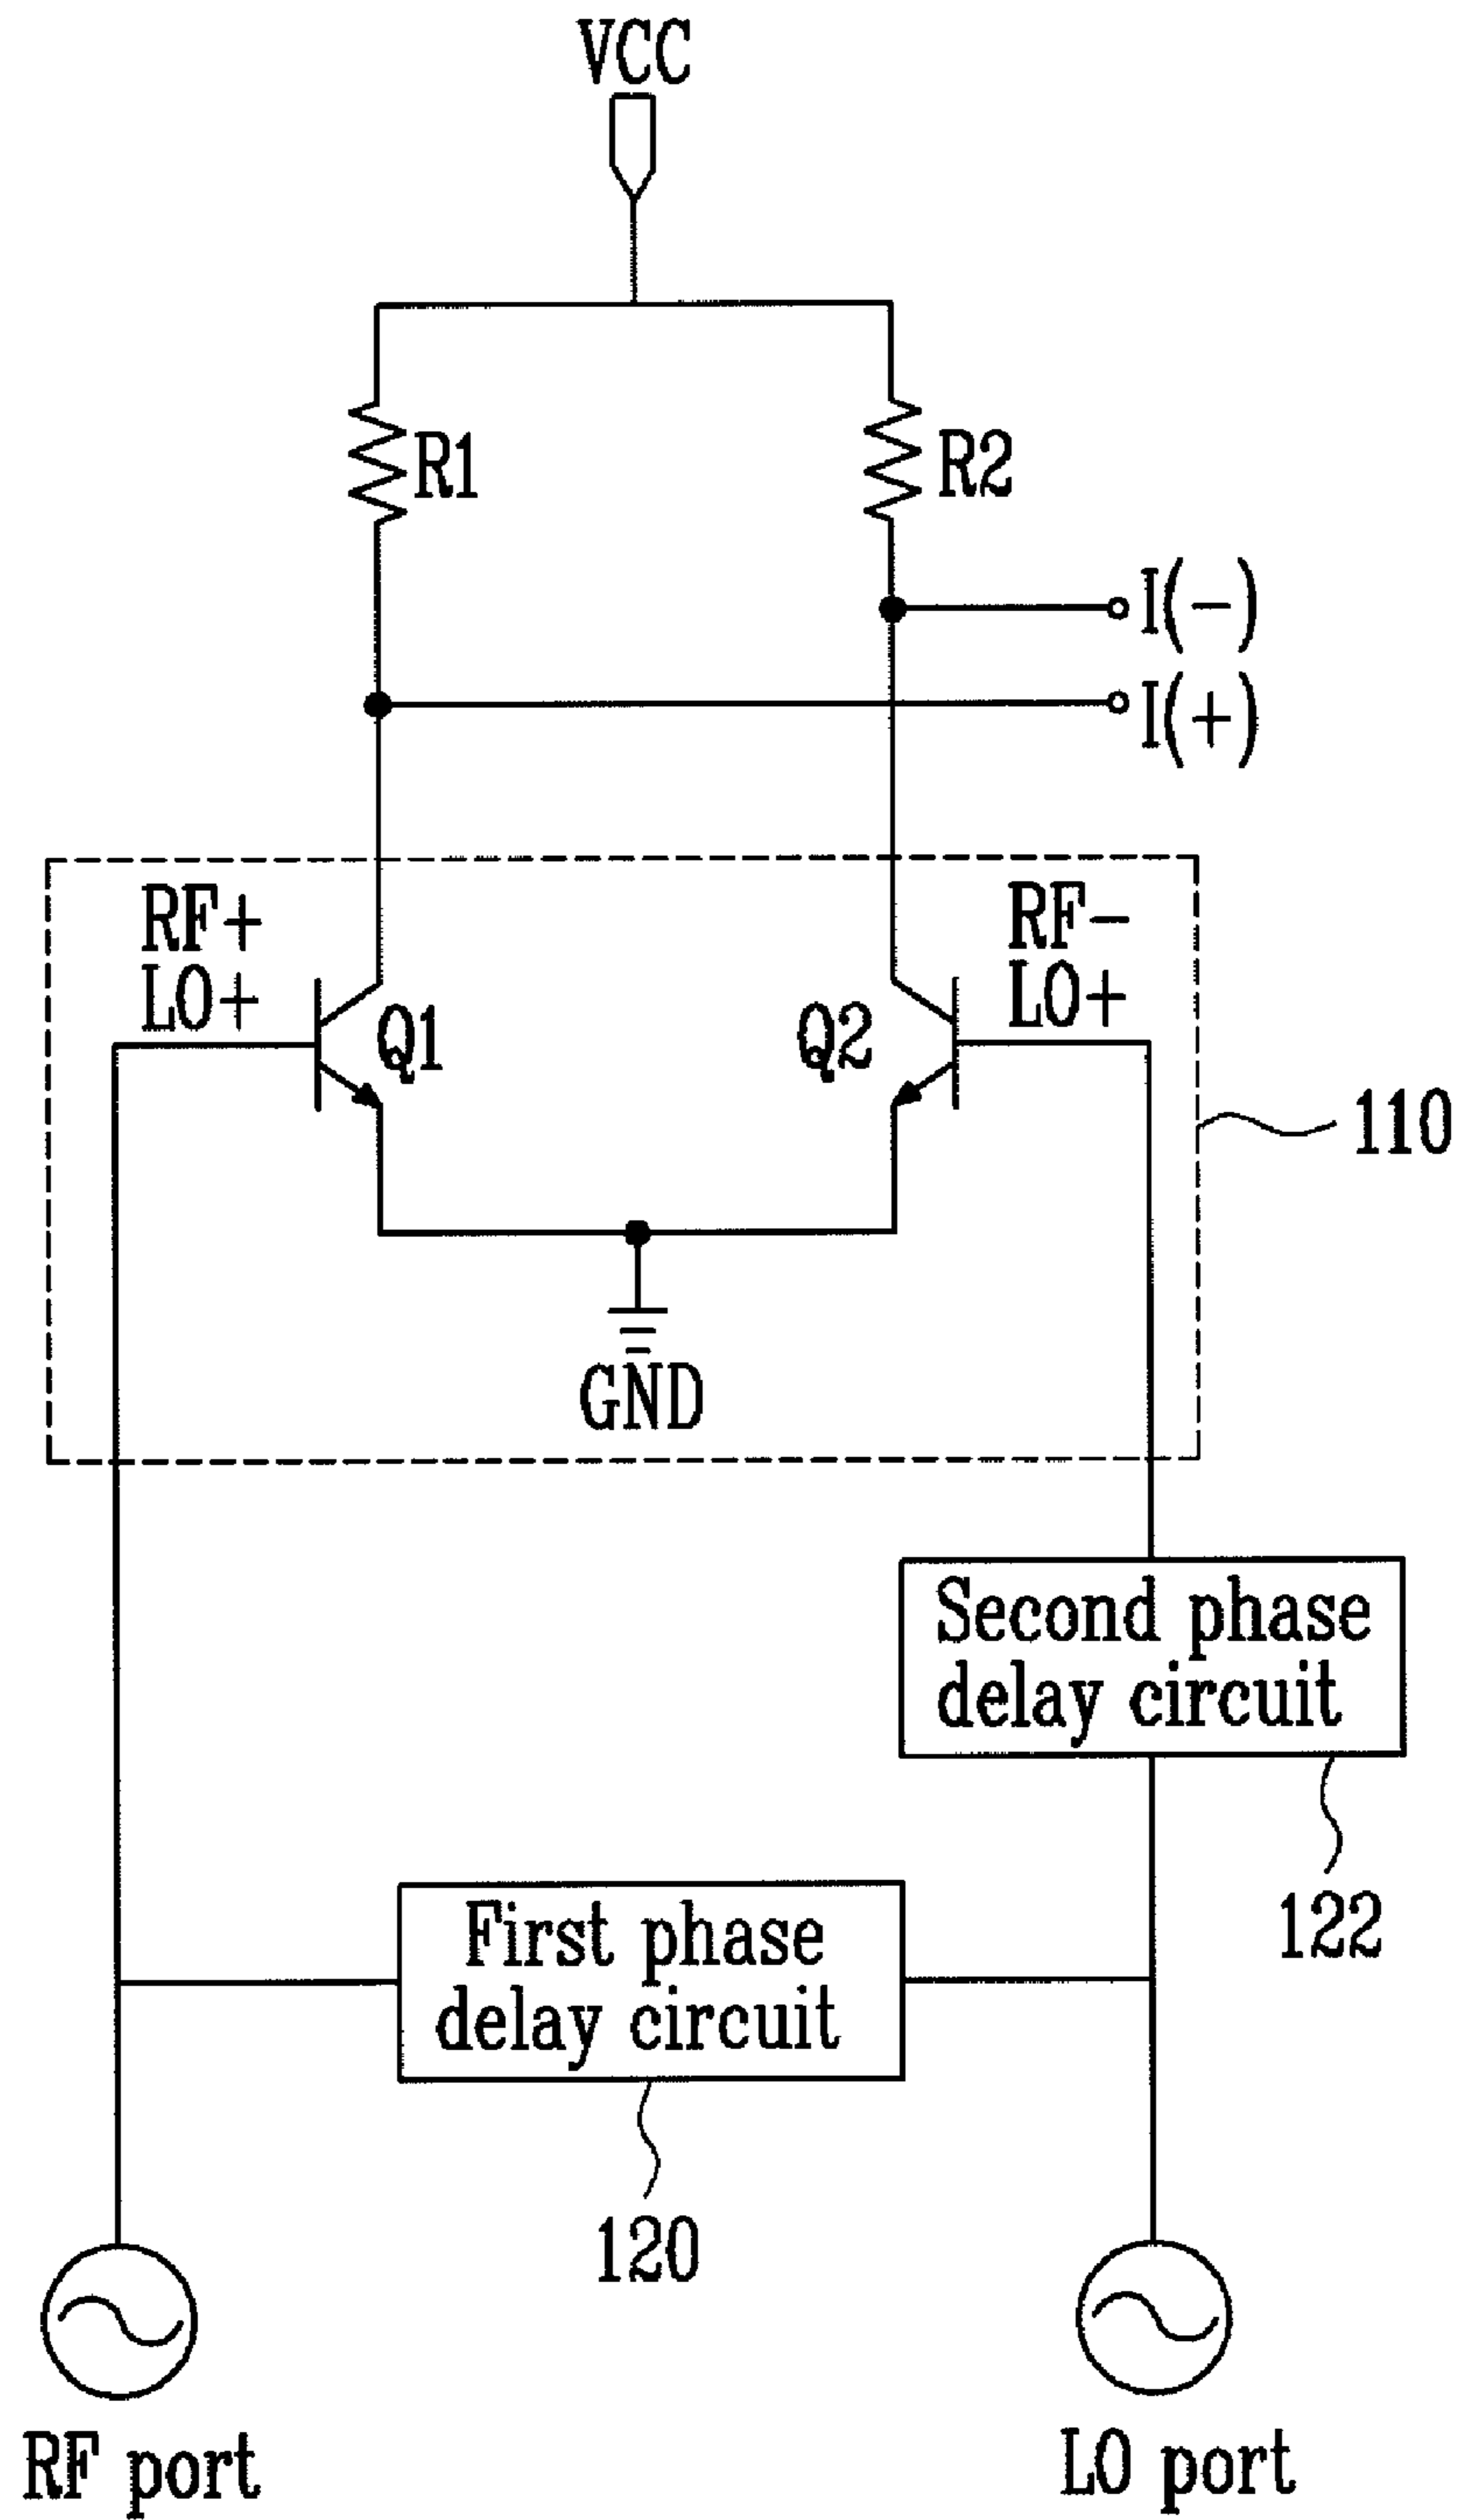 VCC
R1
R2
I(-)
I(+)
RF+
LO+
RF-
LO+
Q1
Q2
110
GND
Second phase
delay circuit
122
First phase
delay circuit
120
RF port
LO port